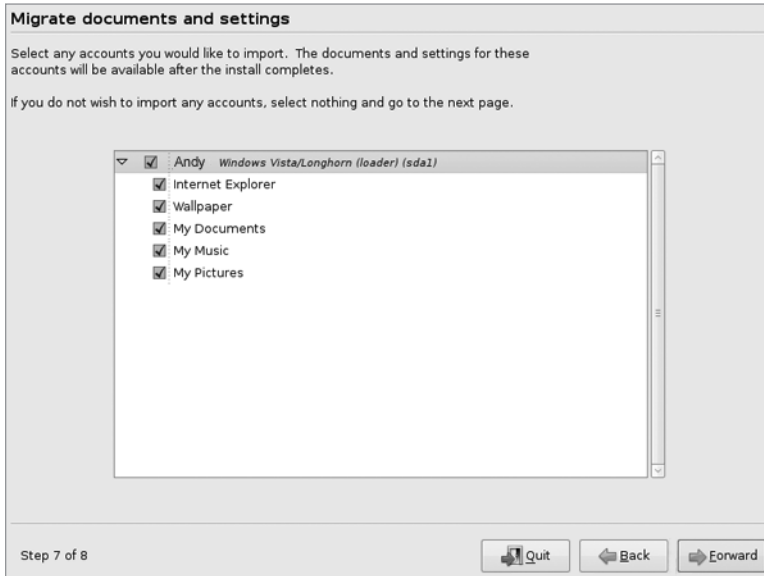 Migrate documents and settings
Select any accounts you would like to import. The documents and settings for these
accounts will be available after the install completes.
If you do not wish to import any accounts, select nothing and go to the next page.
Andy Windows Vista/Longhorn (loader) (sda1)
Internet Explorer
Wallpaper
My Documents
My Music
My Pictures
Step 7 of 8
Quit
Back
Forward